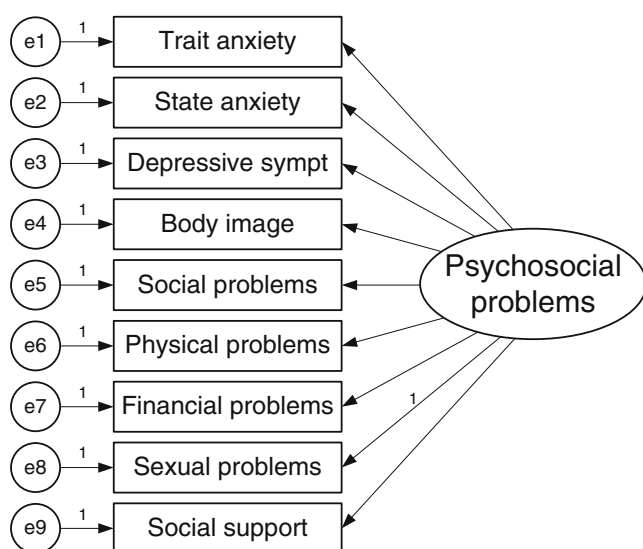 e1 1 Trait anxiety
e2 1 State anxiety
e3 1 Depressive sympt
e4 1 Body image
Psychosocial
problems
e5 1 Social problems
e6 1 Physical problems
e7 1 Financial problems 1
e8 1 Sexual problems
e9 1 Social support